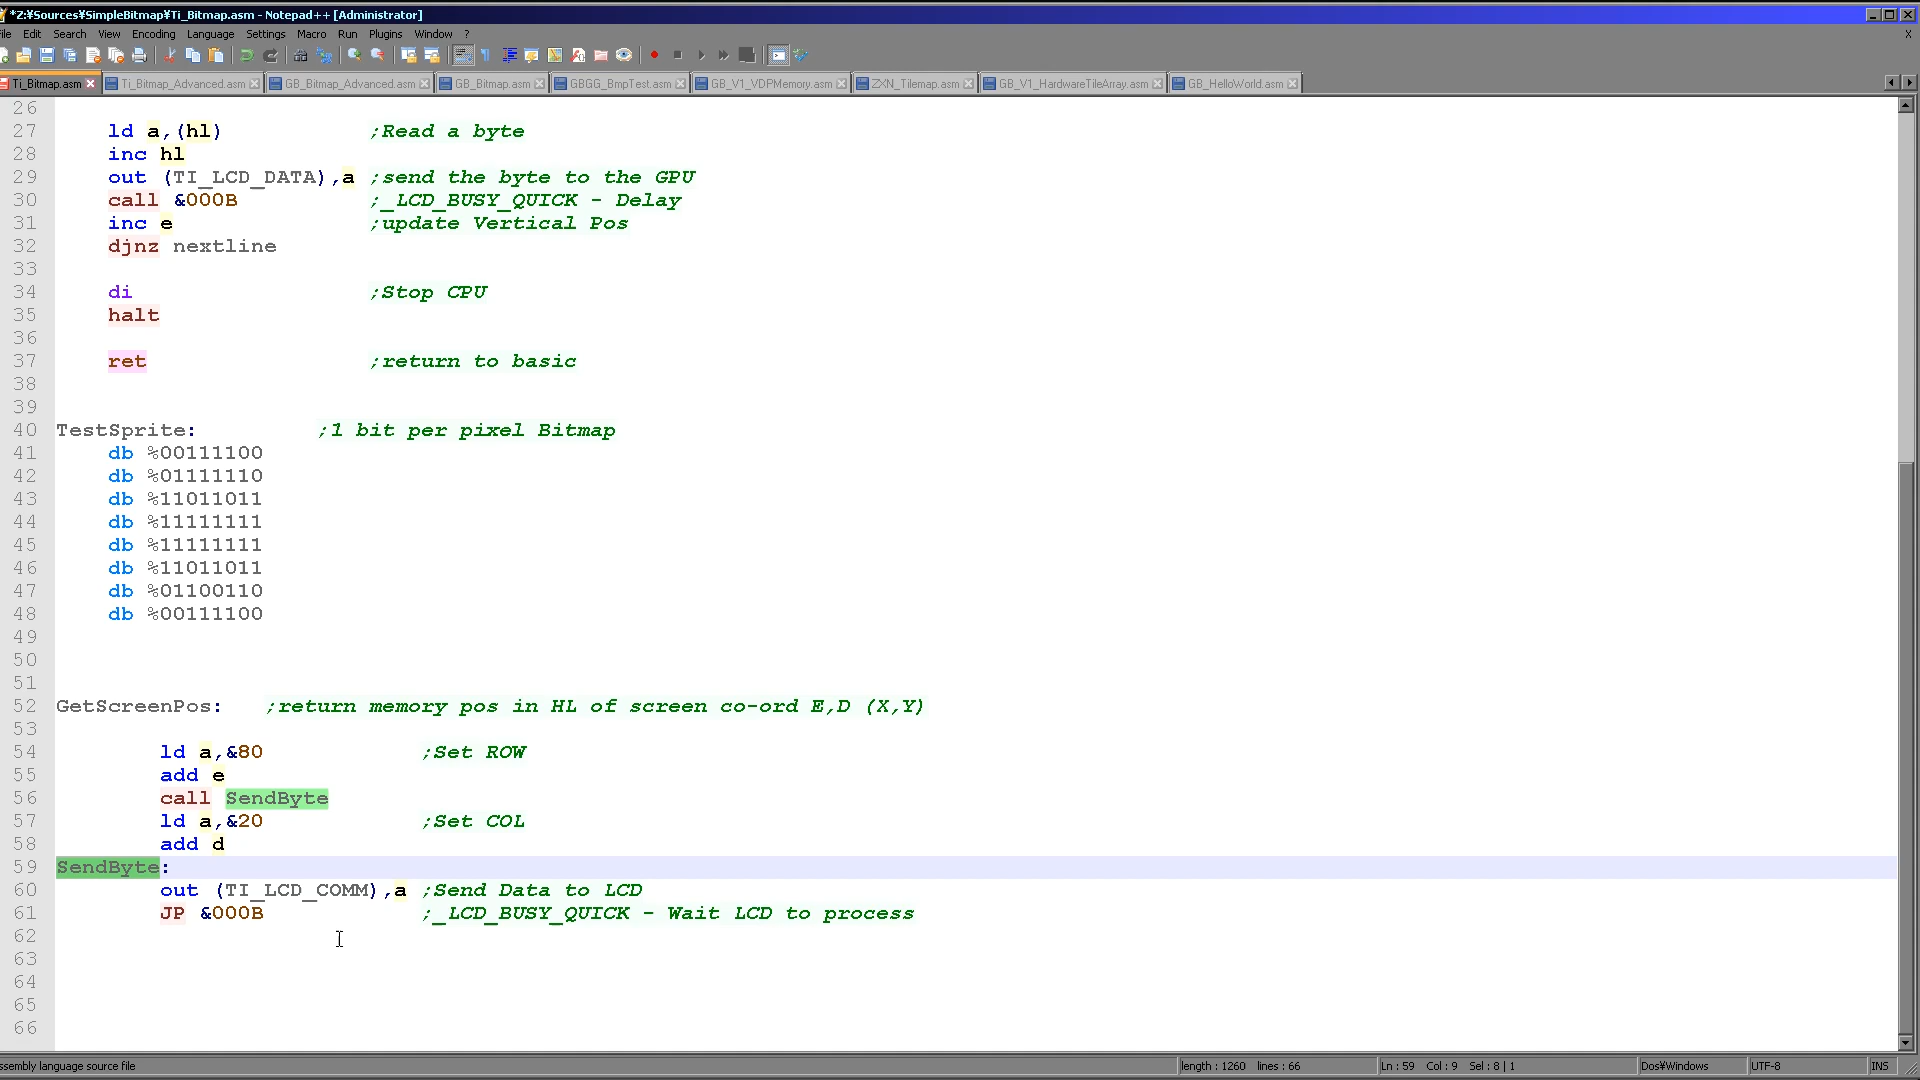 *Z:¥Sources¥SimpleBitmap¥Ti_Bitmap.asm - Notepad++ [Administrator]
ile Edit Search View Encoding Language Settings Macro Run Plugins Window ? X
Ti_Bitmap.asm Ti_Bitmap_Advanced.asm GB_Bitmap_Advanced.asm GB_Bitmap.asm GBGG_BmpTest.asm GB_V1_VDPMemory.asm ZXN_Tilemap.asm GB_V1_HardwareTileArray.asm GB_HelloWorld.asm
26
27 ld a,(hl) ;Read a byte
28 inc hl
29 out (TI_LCD_DATA),a ;send the byte to the GPU
30 call &000B ;_LCD_BUSY_QUICK - Delay
31 inc e ;update Vertical Pos
32 djnz nextline
33
34 di ;Stop CPU
35 halt
36
37 ret ;return to basic
38
39
40 TestSprite: ;1 bit per pixel Bitmap
41 db %00111100
42 db %01111110
43 db %11011011
44 db %11111111
45 db %11111111
46 db %11011011
47 db %01100110
48 db %00111100
49
50
51
52 GetScreenPos: ;return memory pos in HL of screen co-ord E,D (X,Y)
53
54 ld a,&80 ;Set ROW
55 add e
56 call SendByte
57 ld a,&20 ;Set COL
58 add d
59 SendByte:
60 out (TI_LCD_COMM),a ;Send Data to LCD
61 JP &000B ;_LCD_BUSY_QUICK - Wait LCD to process
62
63
64
65
66
ssembly language source file length : 1260 lines : 66 Ln : 59 Col : 9 Sel : 8 | 1 Dos¥Windows UTF-8 INS